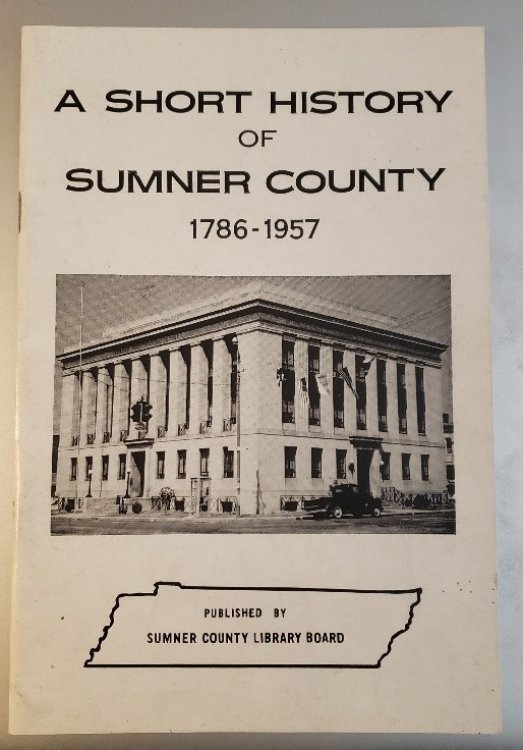 A SHORT HISTORY
OF
SUMNER COUNTY
1786-1957
PUBLISHED BY
SUMNER COUNTY LIBRARY BOARD